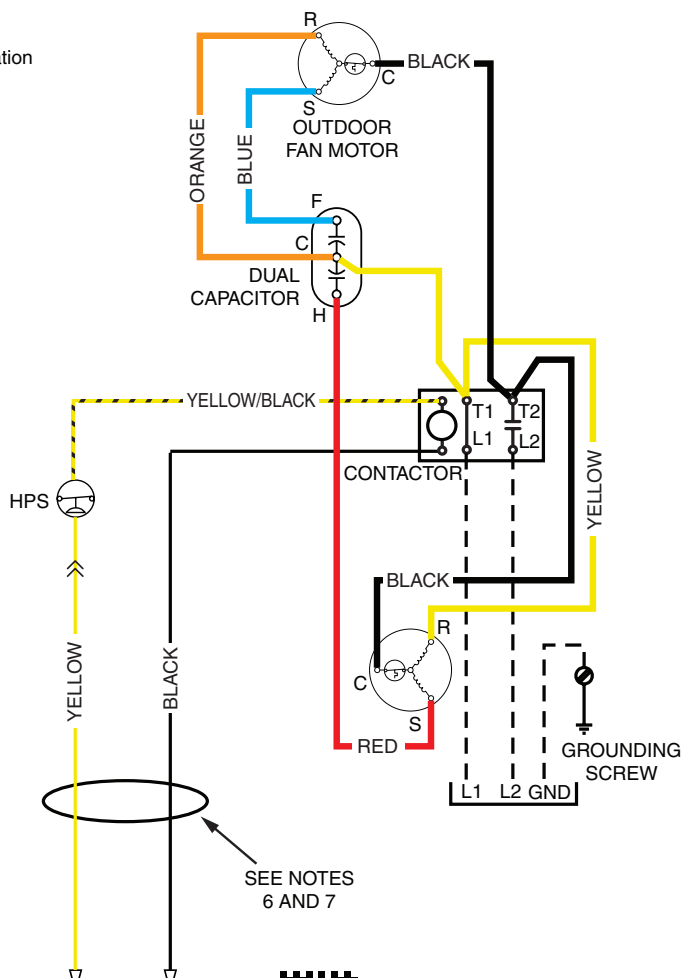 ation
R
C
BLACK
S
OUTDOOR
FAN MOTOR
ORANGE
BLUE
F
C
DUAL
CAPACITOR
H
YELLOW/BLACK
T1
T2
L1
L2
CONTACTOR
HPS
YELLOW
BLACK
R
C
S
RED
YELLOW
BLACK
GROUNDING
SCREW
L1
L2
GND
SEE NOTES
6 AND 7